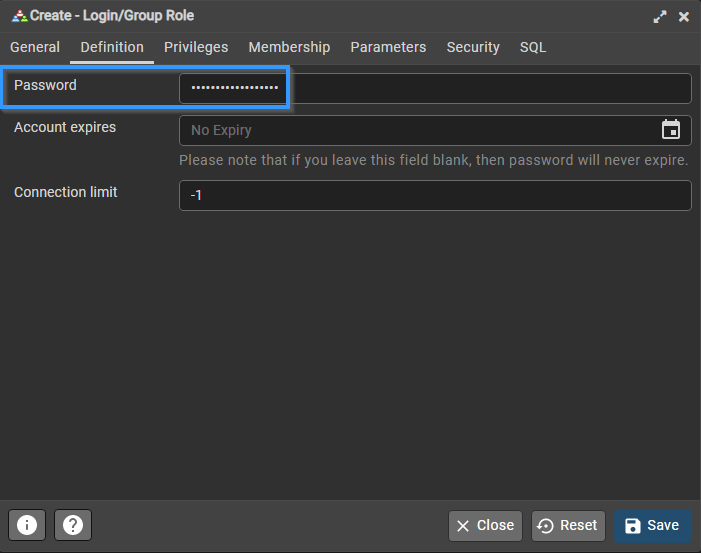 Create - Login/Group Role
General Definition Privileges Membership Parameters Security SQL
Password ••••••••••••••••••
Account expires No Expiry
Please note that if you leave this field blank, then password will never expire.
Connection limit -1
i ? Close Reset Save